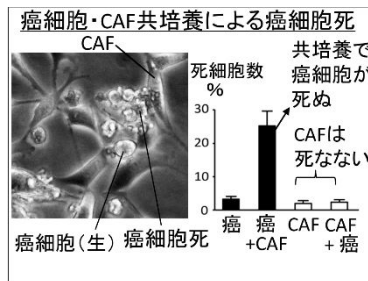 癌細胞・CAF共培養による癌細胞死
CAF
癌細胞(生)
癌細胞死
死細胞数
%
30
20
10
0
共培養で
癌細胞が
死ぬ
CAFは
死なない
癌
癌
+CAF
CAF
CAF
+癌